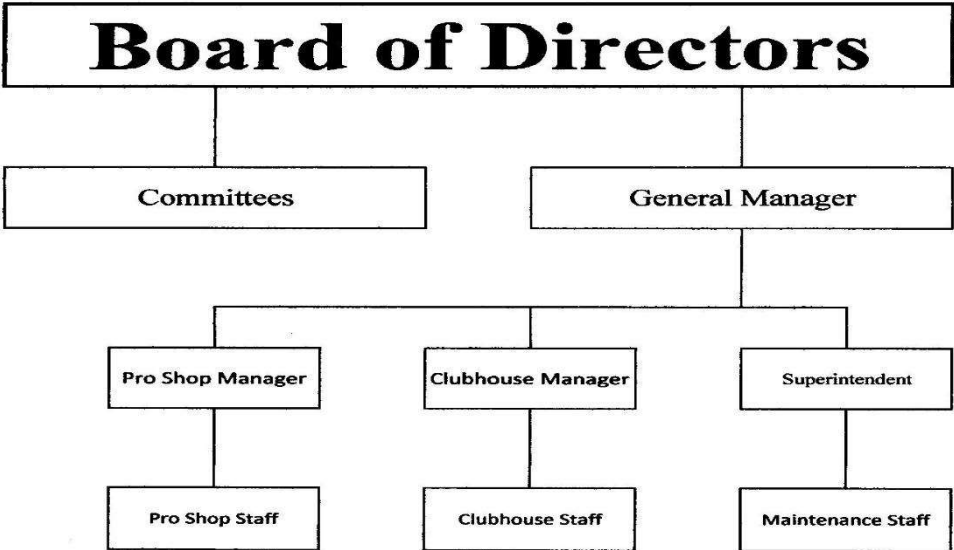 Board of Directors
Committees
General Manager
Pro Shop Manager
Clubhouse Manager
Superintendent
Pro Shop Staff
Clubhouse Staff
Maintenance Staff